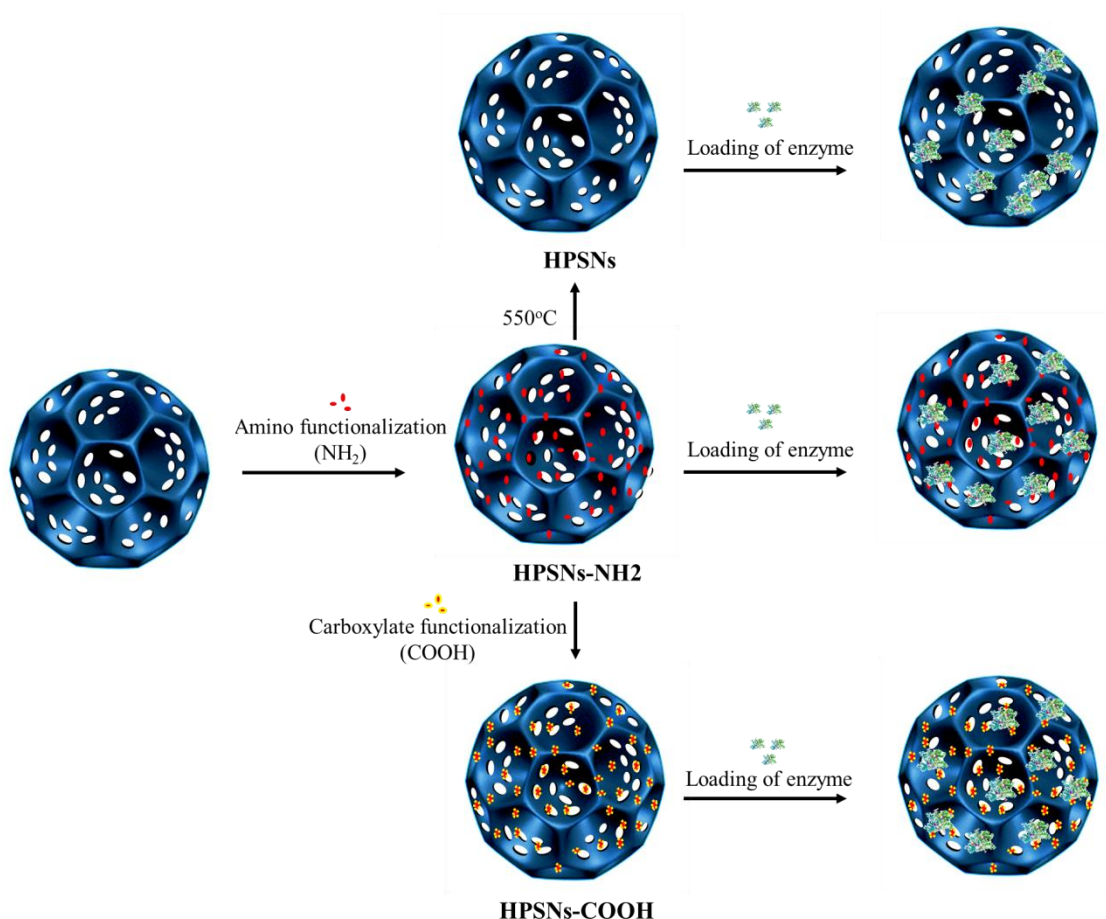 Loading of enzyme
HPSNs
550°C
Amino functionalization
(NH₂)
Loading of enzyme
HPSNs-NH2
Carboxylate functionalization
(COOH)
Loading of enzyme
HPSNs-COOH